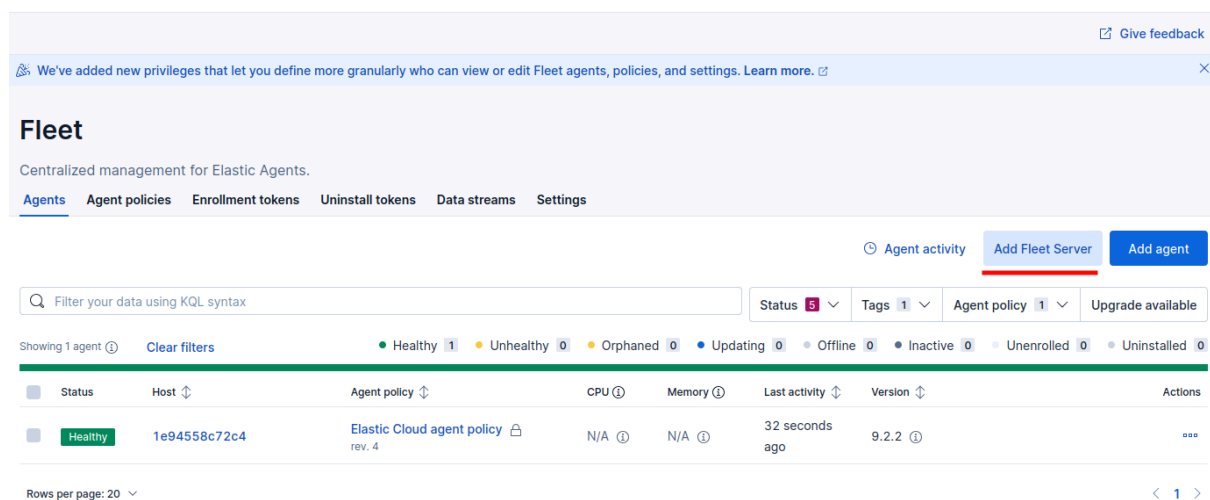 Give feedback
We've added new privileges that let you define more granularly who can view or edit Fleet agents, policies, and settings. Learn more.
Fleet
Centralized management for Elastic Agents.
Agents Agent policies Enrollment tokens Uninstall tokens Data streams Settings
Agent activity Add Fleet Server Add agent
Filter your data using KQL syntax Status 5 Tags 1 Agent policy 1 Upgrade available
Showing 1 agent Clear filters Healthy 1 Unhealthy 0 Orphaned 0 Updating 0 Offline 0 Inactive 0 Unenrolled 0 Uninstalled 0
Status Host Agent policy CPU Memory Last activity Version Actions
Healthy 1e94558c72c4 Elastic Cloud agent policy N/A N/A 32 seconds 9.2.2
rev. 4 ago
Rows per page: 20 1